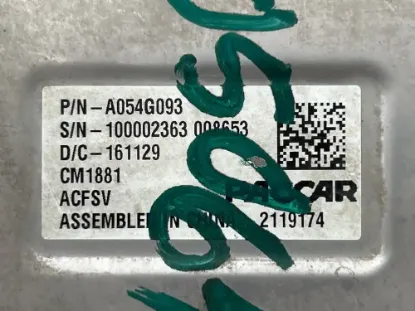 P/N-A054G093
S/N-100002363 008653
D/C-161129
CM1881
ACFSV PACCAR
ASSEMBLED IN CHINA 2119174